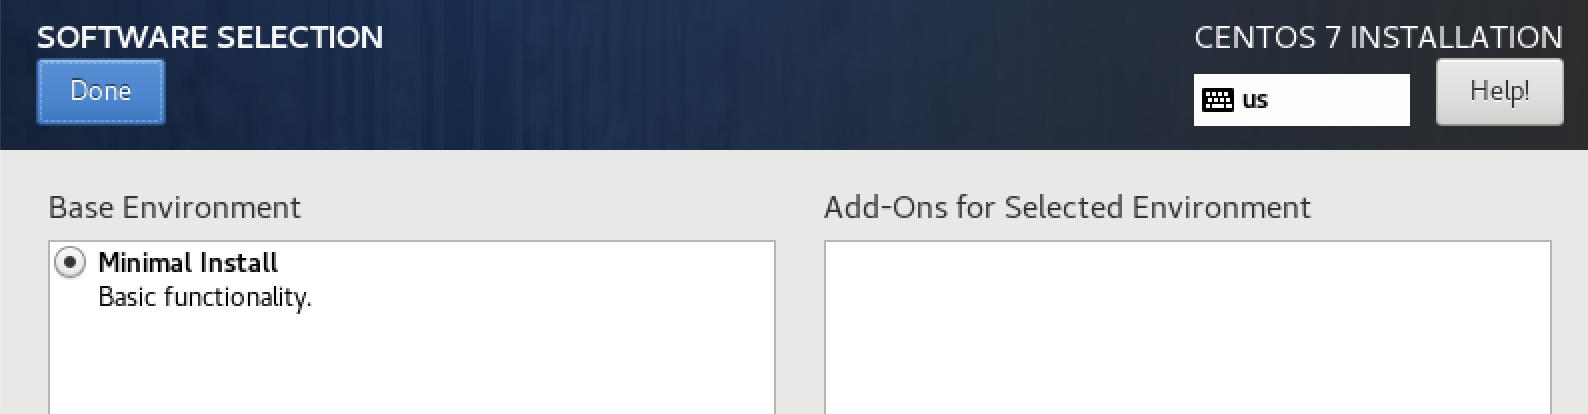 SOFTWARE SELECTION
CENTOS 7 INSTALLATION
Done
us
Help!
Base Environment
Add-Ons for Selected Environment
Minimal Install
Basic functionality.